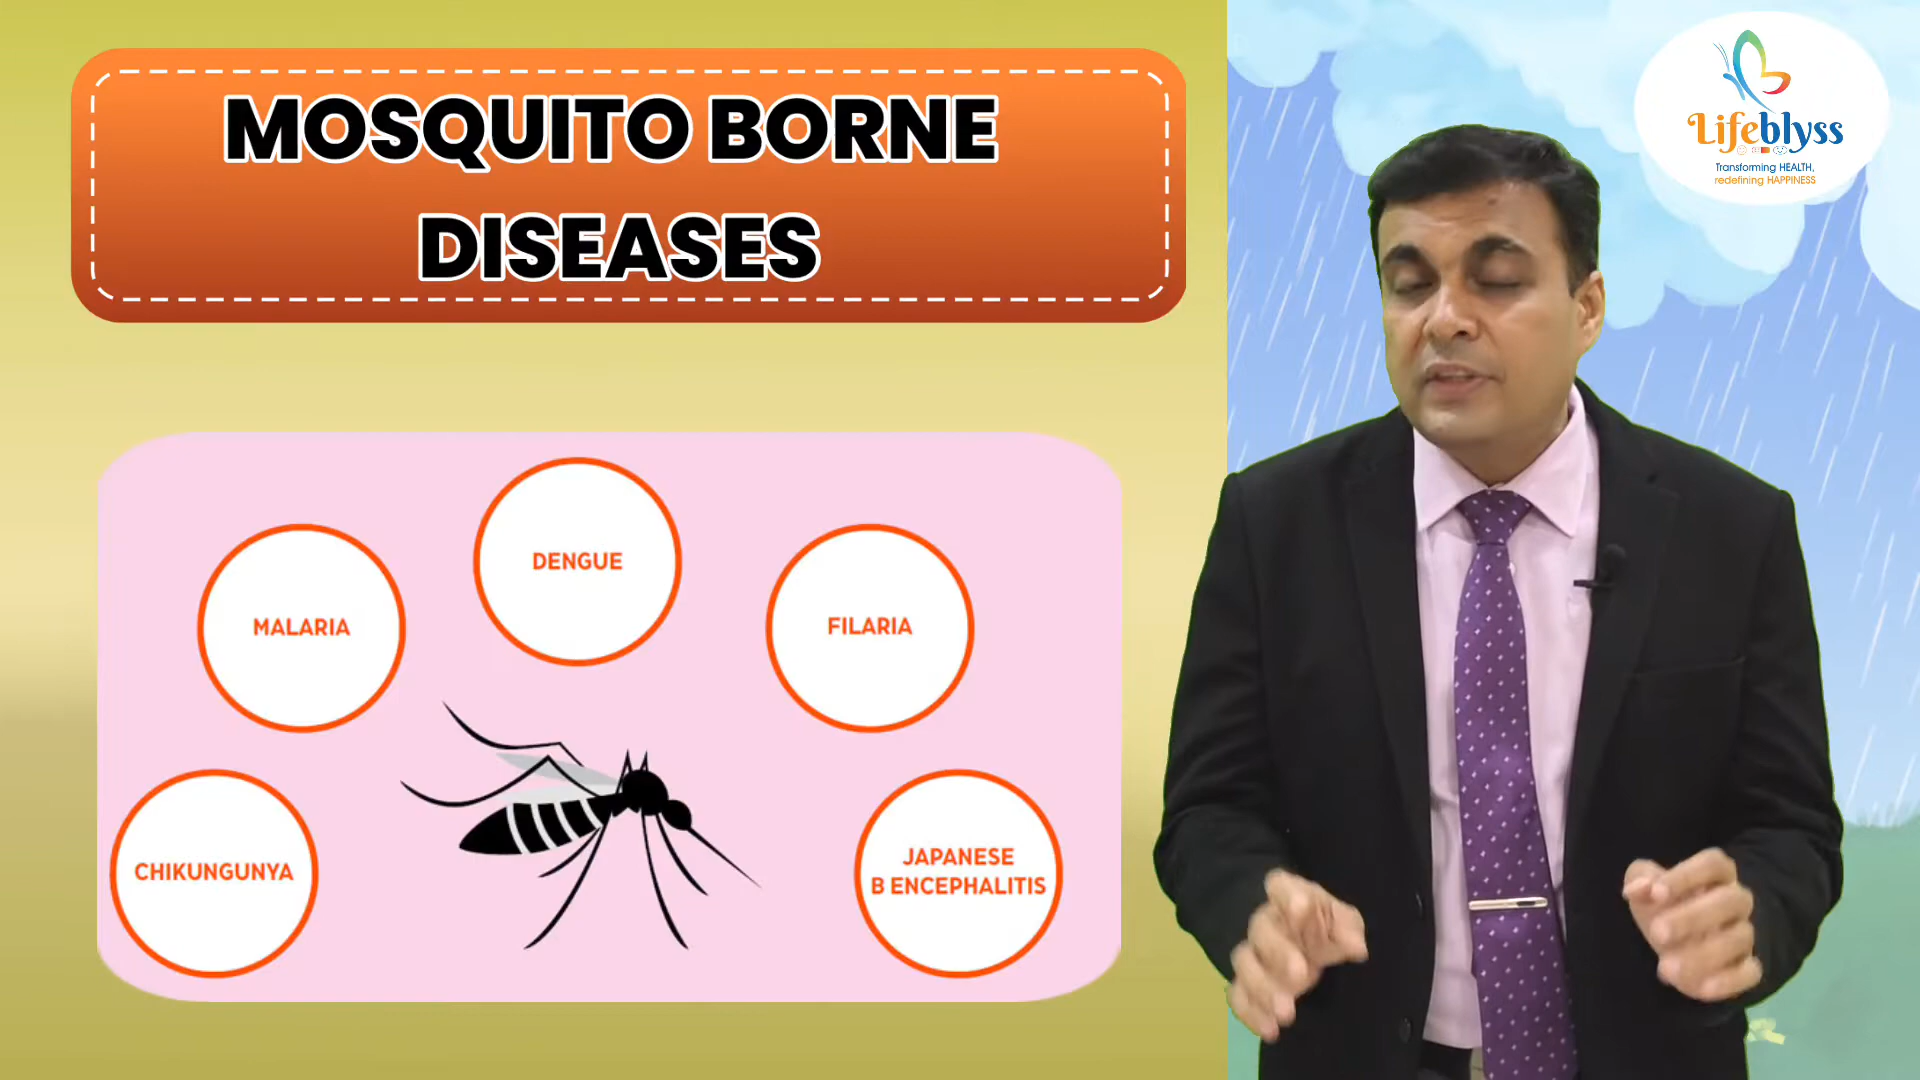 MOSQUITO BORNE
DISEASES
DENGUE
MALARIA
FILARIA
CHIKUNGUNYA
JAPANESE
B ENCEPHALITIS
Lifeblyss
Transforming HEALTH,
redefining HAPPINESS